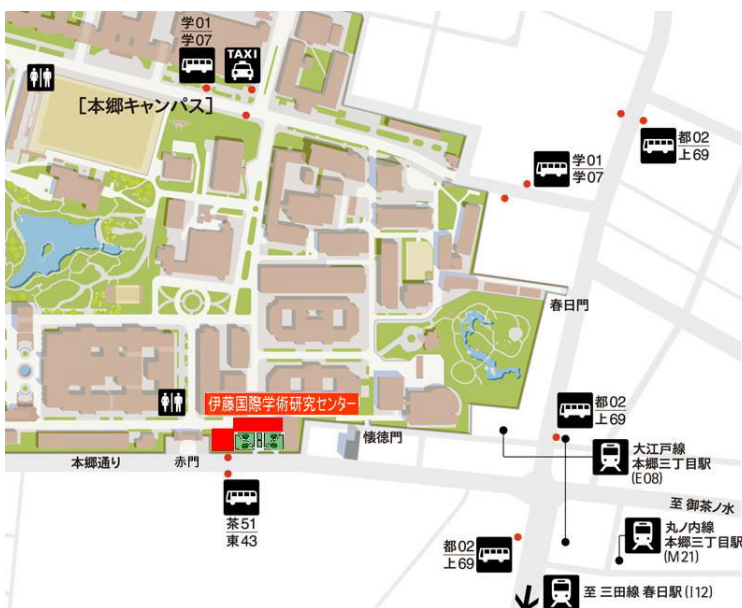 学01
学07
TAXI
[本郷キャンパス]
都02
上69
学01
学07
春日門
都02
上69
伊藤国際学術研究センター
懐徳門
大江戸線
本郷三丁目駅
(E08)
本郷通り
赤門
茶51
東43
至 御茶ノ水
丸ノ内線
本郷三丁目駅
(M21)
都02
上69
至 三田線 春日駅(I12)